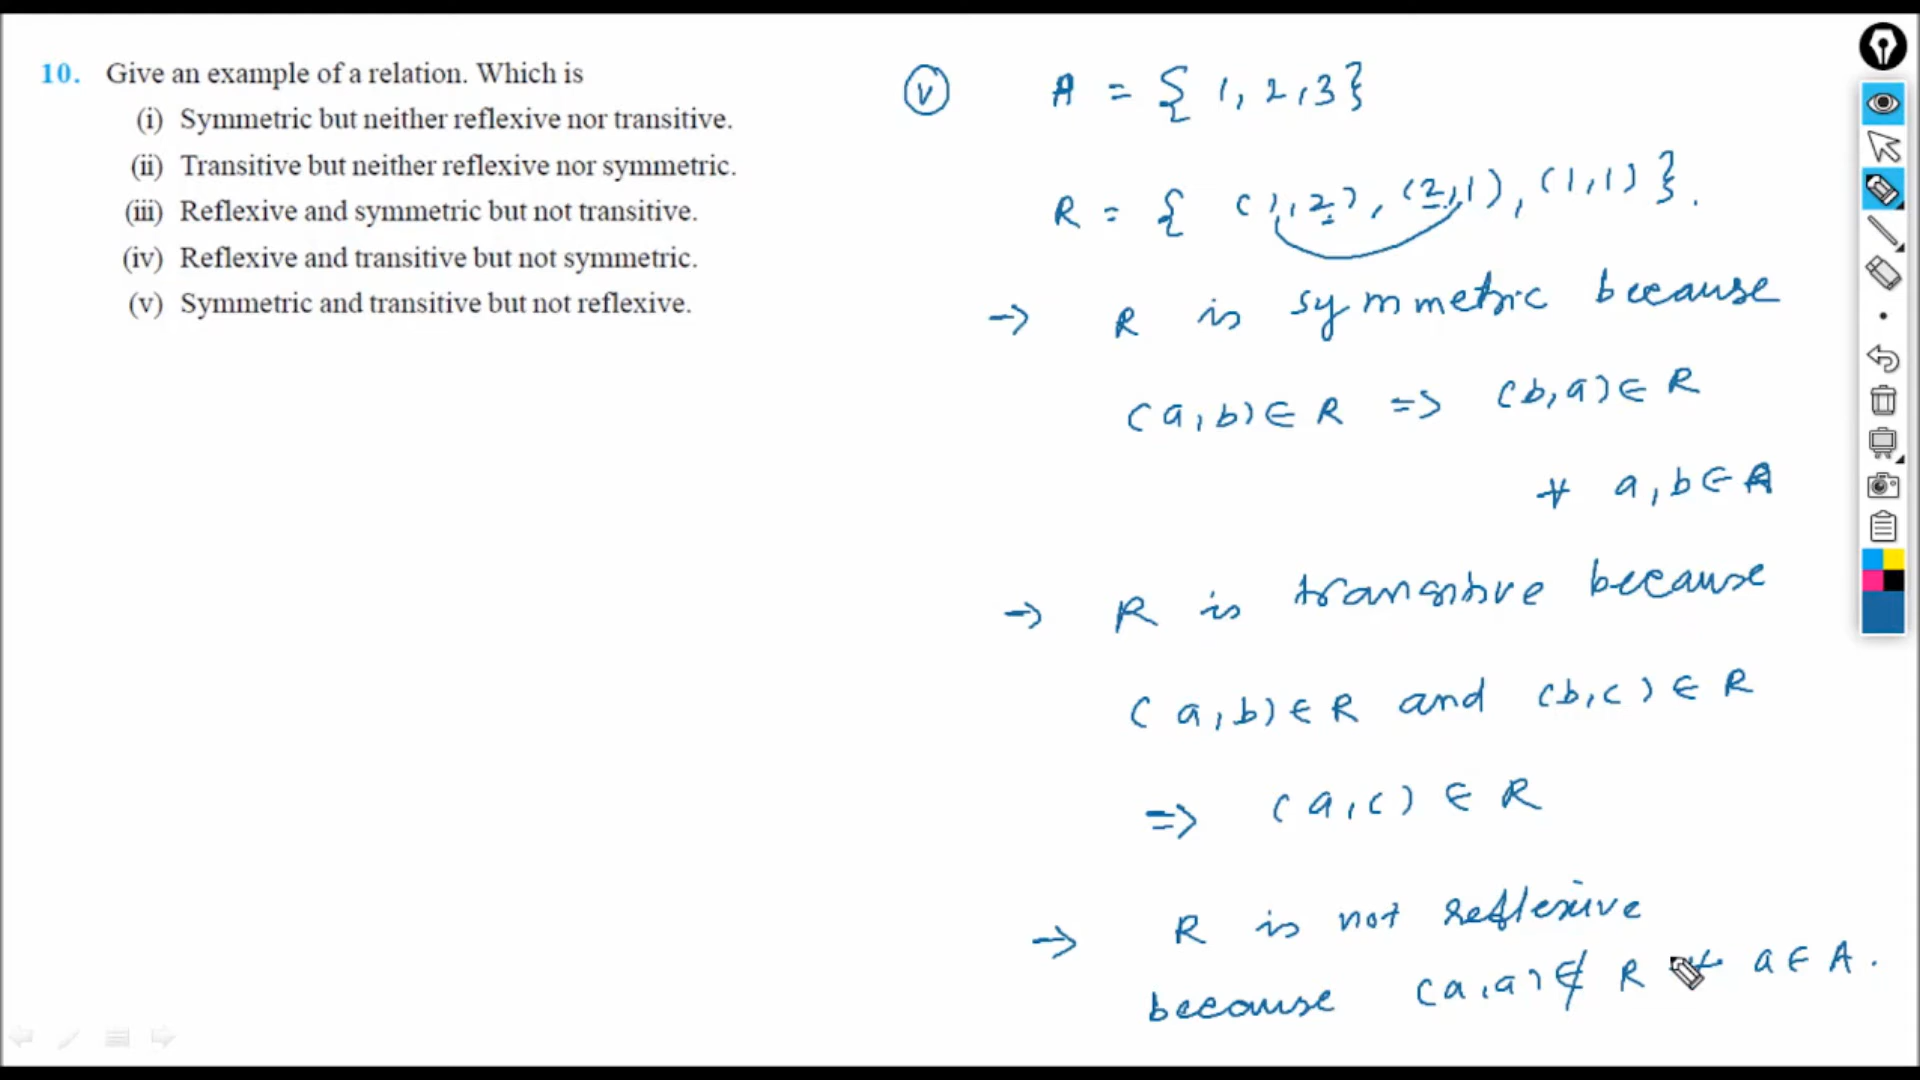 10. Give an example of a relation. Which is
(i) Symmetric but neither reflexive nor transitive.
(ii) Transitive but neither reflexive nor symmetric.
(iii) Reflexive and symmetric but not transitive.
(iv) Reflexive and transitive but not symmetric.
(v) Symmetric and transitive but not reflexive.
(v) A = { 1, 2, 3 }
R = { (1, 2), (2, 1), (1, 1) }.
→ R is symmetric because
(a, b) ∈ R => (b, a) ∈ R
∀ a, b ∈ A
→ R is transitive because
(a, b) ∈ R and (b, c) ∈ R
=> (a, c) ∈ R
→ R is not reflexive
because (a, a) ∉ R ∀ a ∈ A.